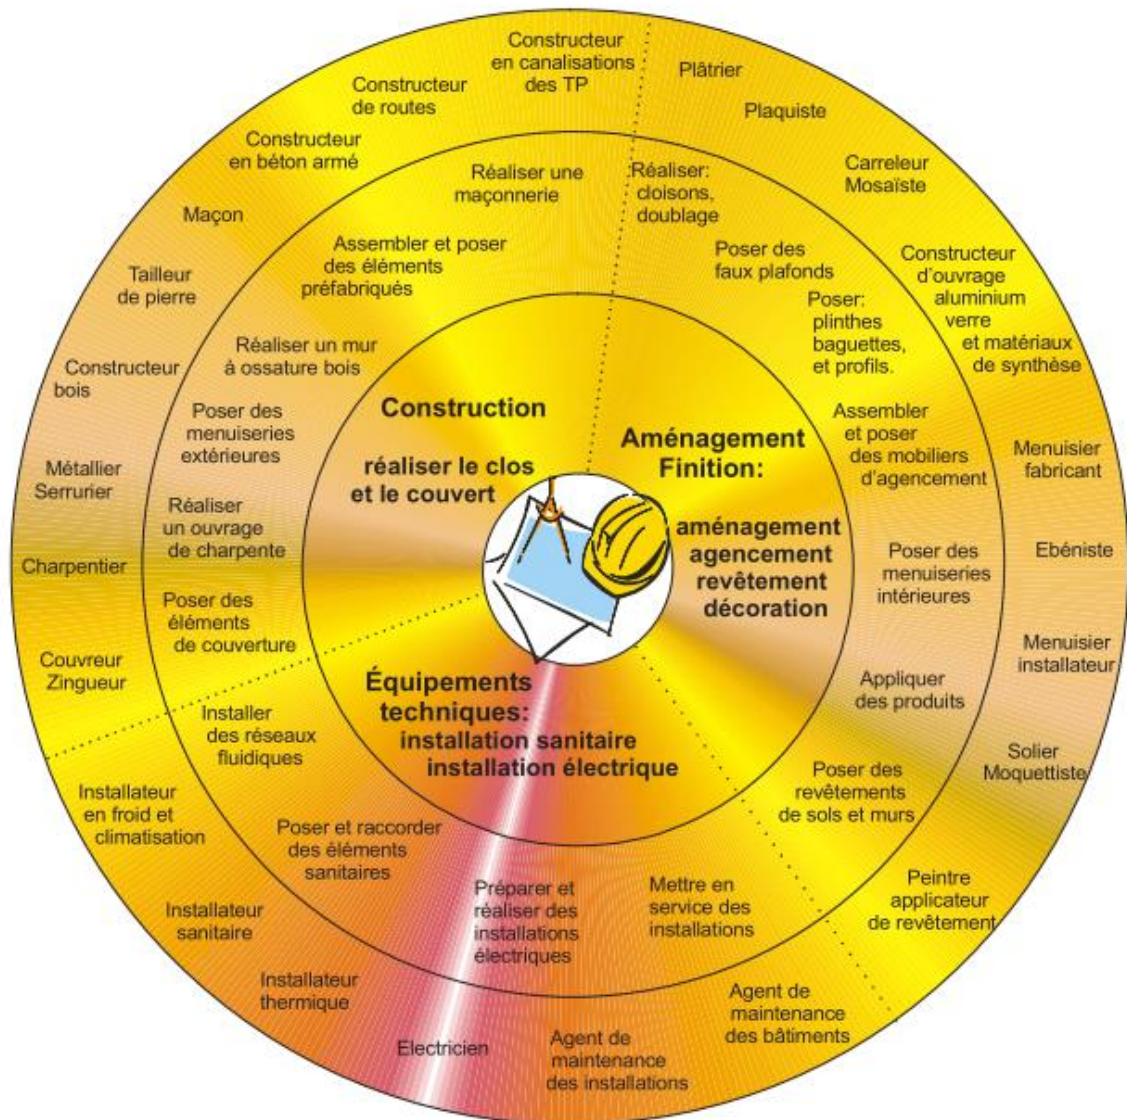 Constructeur
en canalisations
des TP
Constructeur
de routes
Constructeur
en béton armé
Maçon
Tailleur
de pierre
Constructeur
bois
Métallier
Serrurier
Charpentier
Couvreur
Zingueur
Plâtrier
Plaquiste
Carreleur
Mosaïste
Constructeur
d'ouvrage
aluminium
verre
et matériaux
de synthèse
Menuisier
fabricant
Ebéniste
Menuisier
installateur
Solier
Moquettiste
Peintre
applicateur
de revêtement
Agent de
maintenance
des bâtiments
Agent de
maintenance
des installations
Electricien
Installateur
thermique
Installateur
sanitaire
Installateur
en froid et
climatisation
Réaliser une
maçonnerie
Assembler et poser
des éléments
préfabriqués
Réaliser un mur
à ossature bois
Poser des
menuiseries
extérieures
Réaliser
un ouvrage
de charpente
Poser des
éléments
de couverture
Réaliser:
cloisons,
doublage
Poser des
faux plafonds
Poser:
plinthes
baguettes,
et profils.
Assembler
et poser
des mobiliers
d'agencement
Poser des
menuiseries
intérieures
Appliquer
des produits
Poser des
revêtements
de sols et murs
Mettre en
service des
installations
Préparer et
réaliser des
installations
électriques
Poser et raccorder
des éléments
sanitaires
Installer
des réseaux
fluidiques
Construction
réaliser le clos
et le couvert
Aménagement
Finition:
aménagement
agencement
revêtement
décoration
Équipements
techniques:
installation sanitaire
installation électrique